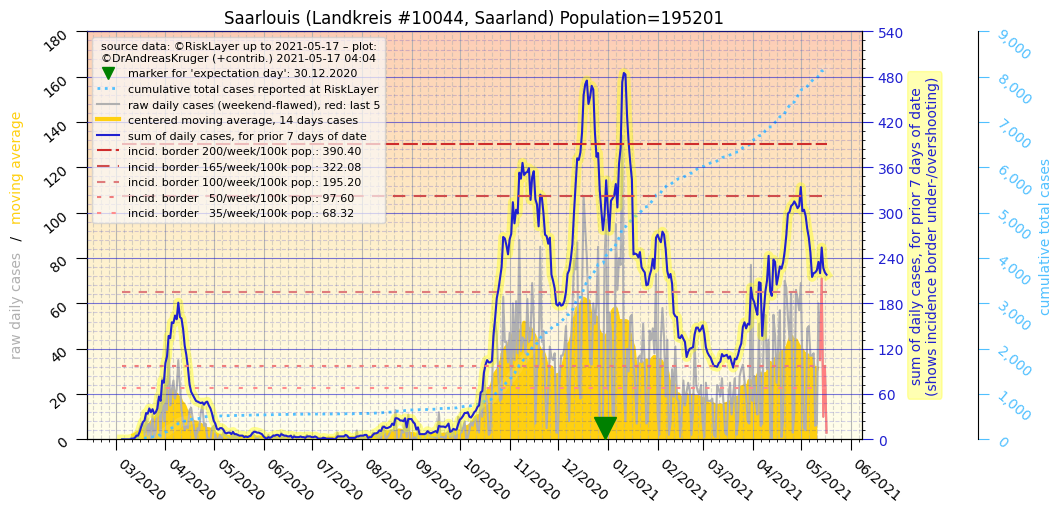 Saarlouis (Landkreis #10044, Saarland) Population=195201
source data: ©RiskLayer up to 2021-05-17 – plot:
©DrAndreasKruger (+contrib.) 2021-05-17 04:04
marker for 'expectation day': 30.12.2020
cumulative total cases reported at RiskLayer
raw daily cases (weekend-flawed), red: last 5
centered moving average, 14 days cases
sum of daily cases, for prior 7 days of date
incid. border 200/week/100k pop.: 390.40
incid. border 165/week/100k pop.: 322.08
incid. border 100/week/100k pop.: 195.20
incid. border 50/week/100k pop.: 97.60
incid. border 35/week/100k pop.: 68.32
raw daily cases / moving average
180
160
140
120
100
80
60
40
20
0
03/2020
04/2020
05/2020
06/2020
07/2020
08/2020
09/2020
10/2020
11/2020
12/2020
01/2021
02/2021
03/2021
04/2021
05/2021
06/2021
540
480
420
360
300
240
180
120
60
0
sum of daily cases, for prior 7 days of date
(shows incidence border under-/overshooting)
9,000
8,000
7,000
6,000
5,000
4,000
3,000
2,000
1,000
0
cumulative total cases